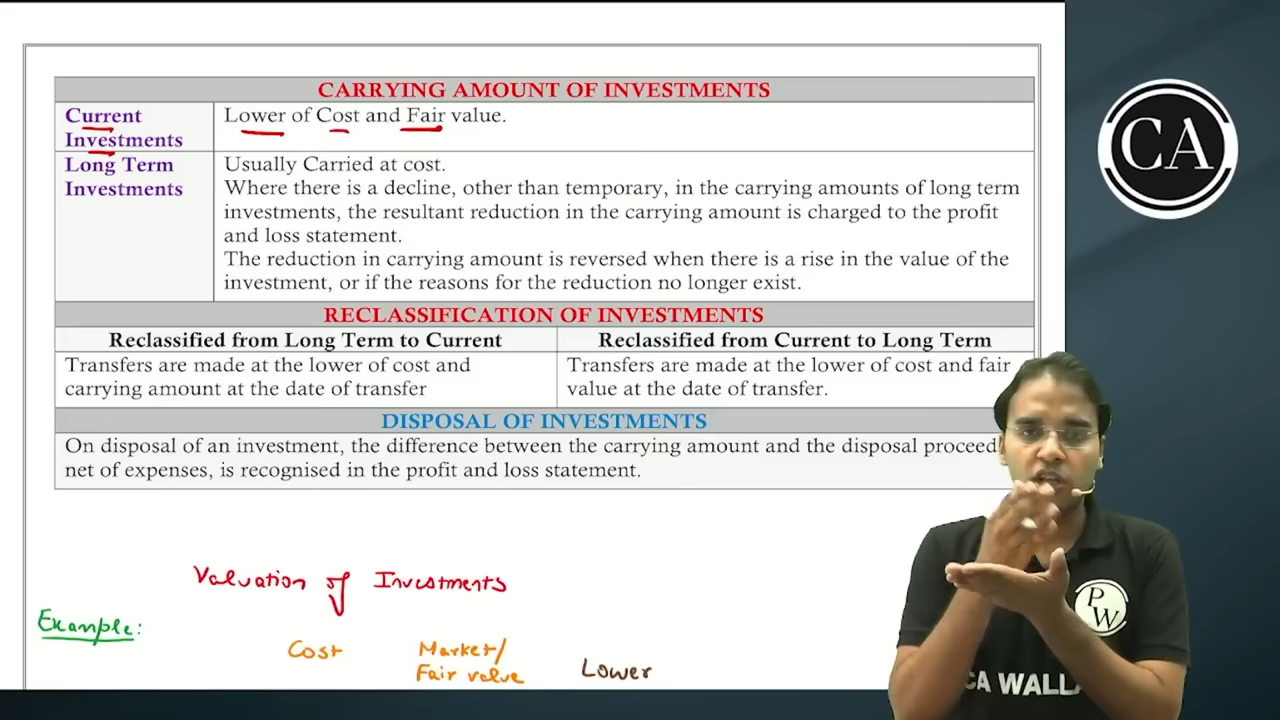 CARRYING AMOUNT OF INVESTMENTS
Current Investments
Lower of Cost and Fair value.
Long Term Investments
Usually Carried at cost.
Where there is a decline, other than temporary, in the carrying amounts of long term
investments, the resultant reduction in the carrying amount is charged to the profit
and loss statement.
The reduction in carrying amount is reversed when there is a rise in the value of the
investment, or if the reasons for the reduction no longer exist.
RECLASSIFICATION OF INVESTMENTS
Reclassified from Long Term to Current
Transfers are made at the lower of cost and
carrying amount at the date of transfer
Reclassified from Current to Long Term
Transfers are made at the lower of cost and fair
value at the date of transfer.
DISPOSAL OF INVESTMENTS
On disposal of an investment, the difference between the carrying amount and the disposal proceed
net of expenses, is recognised in the profit and loss statement.
Valuation of Investments
Example:
Cost
Market/
Fair value
Lower
CA
PW
CA WALL